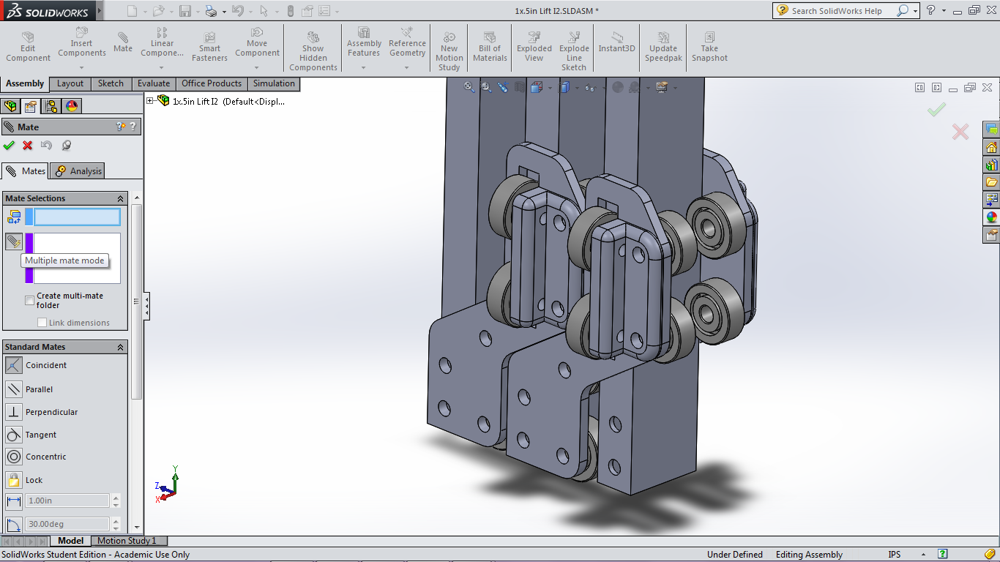 SOLIDWORKS
1x.5in Lift I2.SLDASM *
Search SolidWorks Help
Edit Component
Insert Components
Mate
Linear Compone...
Smart Fasteners
Move Component
Show Hidden Components
Assembly Features
Reference Geometry
New Motion Study
Bill of Materials
Exploded View
Explode Line Sketch
Instant3D
Update Speedpak
Take Snapshot
Assembly Layout Sketch Evaluate Office Products Simulation
1x.5in Lift I2 (Default<Displ...
Mate
Mates Analysis
Mate Selections
Multiple mate mode
Create multi-mate
folder
Link dimensions
Standard Mates
Coincident
Parallel
Perpendicular
Tangent
Concentric
Lock
1.00in
30.00deg
Y
Z
X
Model Motion Study 1
SolidWorks Student Edition - Academic Use Only Under Defined Editing Assembly IPS